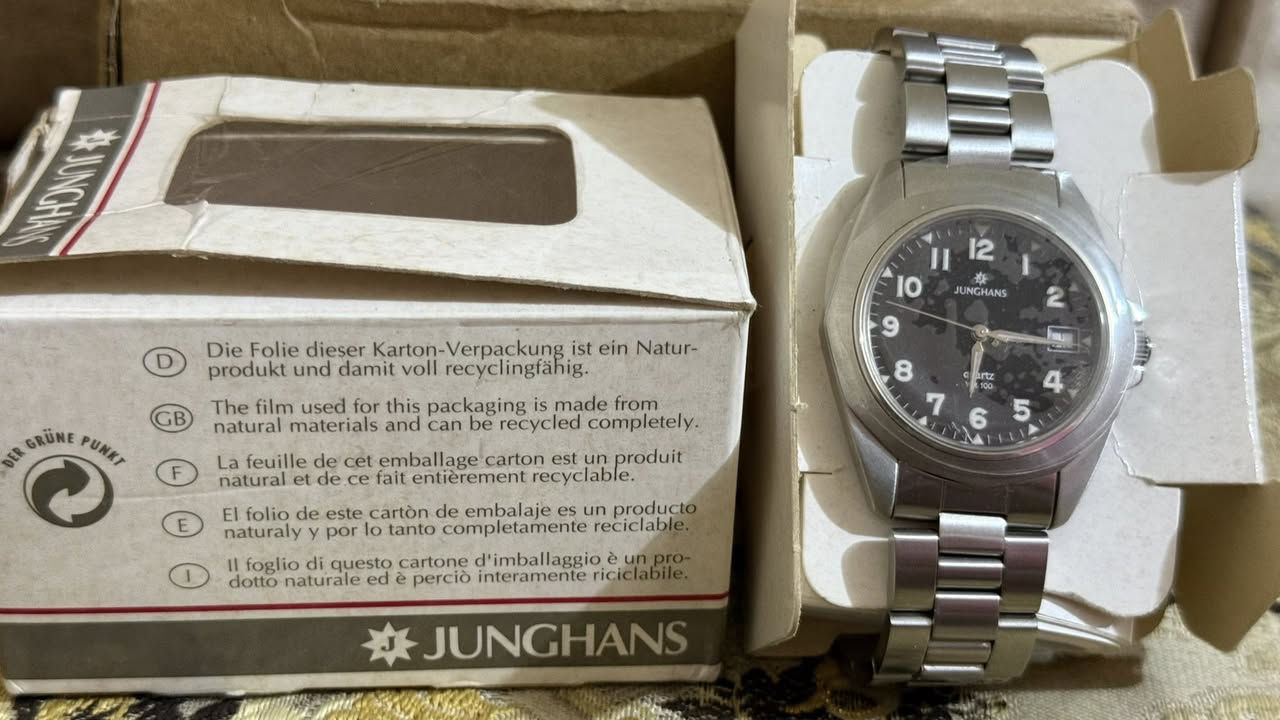 JUNGHANS
D
Die Folie dieser Karton-Verpackung ist ein Natur-
produkt und damit voll recyclingfähig.
GB
The film used for this packaging is made from
natural materials and can be recycled completely.
F
La feuille de cet emballage carton est un produit
natural et de ce fait entièrement recyclable.
E
El folio de este cartòn de embalaje es un producto
naturaly y por lo tanto completamente reciclable.
I
Il foglio di questo cartone d'imballaggio è un pro-
dotto naturale ed è perciò interamente riciclabile.
DER GRÜNE PUNKT
J JUNGHANS
12
1
2
4
5
6
7
8
9
10
11
JUNGHANS
quartz
100